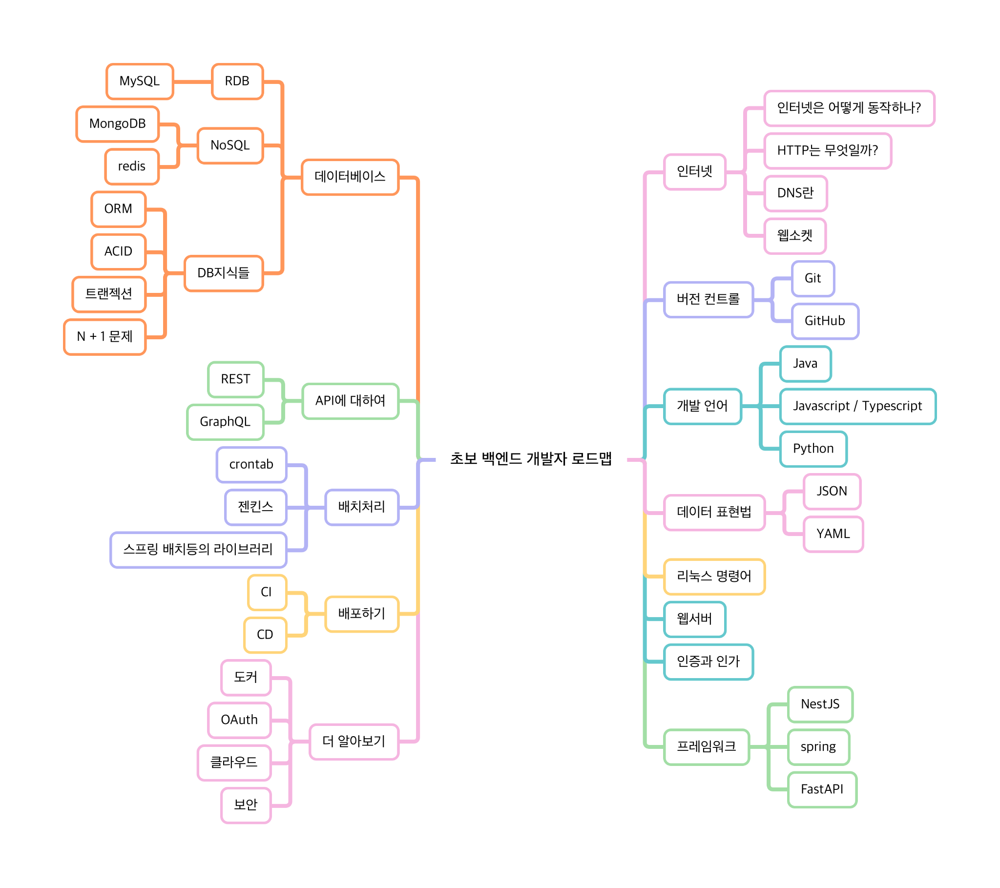 초보 백엔드 개발자 로드맵
인터넷
인터넷은 어떻게 동작하나?
HTTP는 무엇일까?
DNS란
웹소켓
버전 컨트롤
Git
GitHub
개발 언어
Java
Javascript / Typescript
Python
데이터 표현법
JSON
YAML
리눅스 명령어
웹서버
인증과 인가
프레임워크
NestJS
spring
FastAPI
데이터베이스
RDB
MySQL
NoSQL
MongoDB
redis
DB지식들
ORM
ACID
트랜젝션
N + 1 문제
API에 대하여
REST
GraphQL
배치처리
crontab
젠킨스
스프링 배치등의 라이브러리
배포하기
CI
CD
더 알아보기
도커
OAuth
클라우드
보안